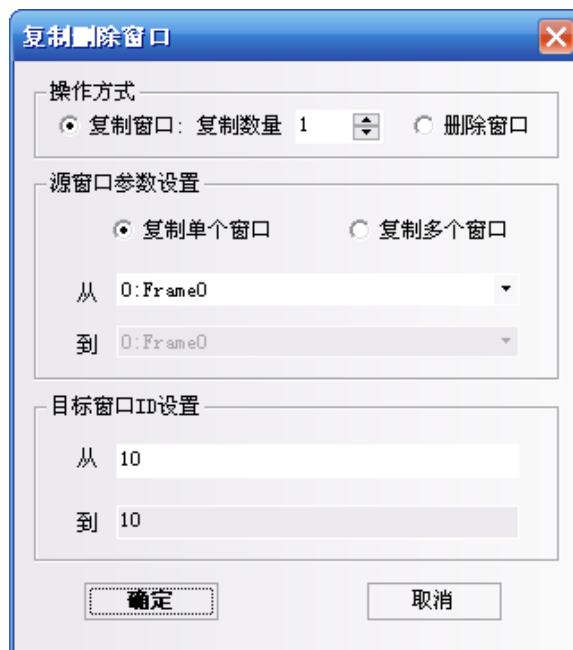 复制删除窗口
操作方式
复制窗口: 复制数量 1 删除窗口
源窗口参数设置
复制单个窗口 复制多个窗口
从 0:Frame0
到 0:Frame0
目标窗口ID设置
从 10
到 10
确定 取消